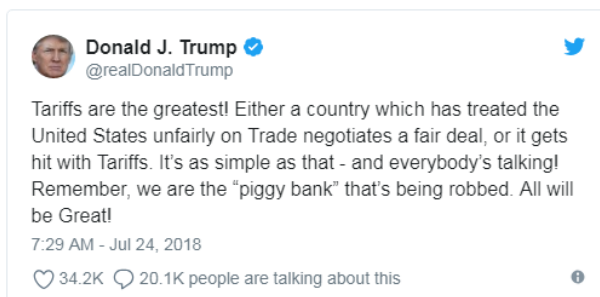 Donald J. Trump
@realDonaldTrump
Tariffs are the greatest! Either a country which has treated the
United States unfairly on Trade negotiates a fair deal, or it gets
hit with Tariffs. It’s as simple as that - and everybody’s talking!
Remember, we are the “piggy bank” that’s being robbed. All will
be Great!
7:29 AM - Jul 24, 2018
34.2K 20.1K people are talking about this